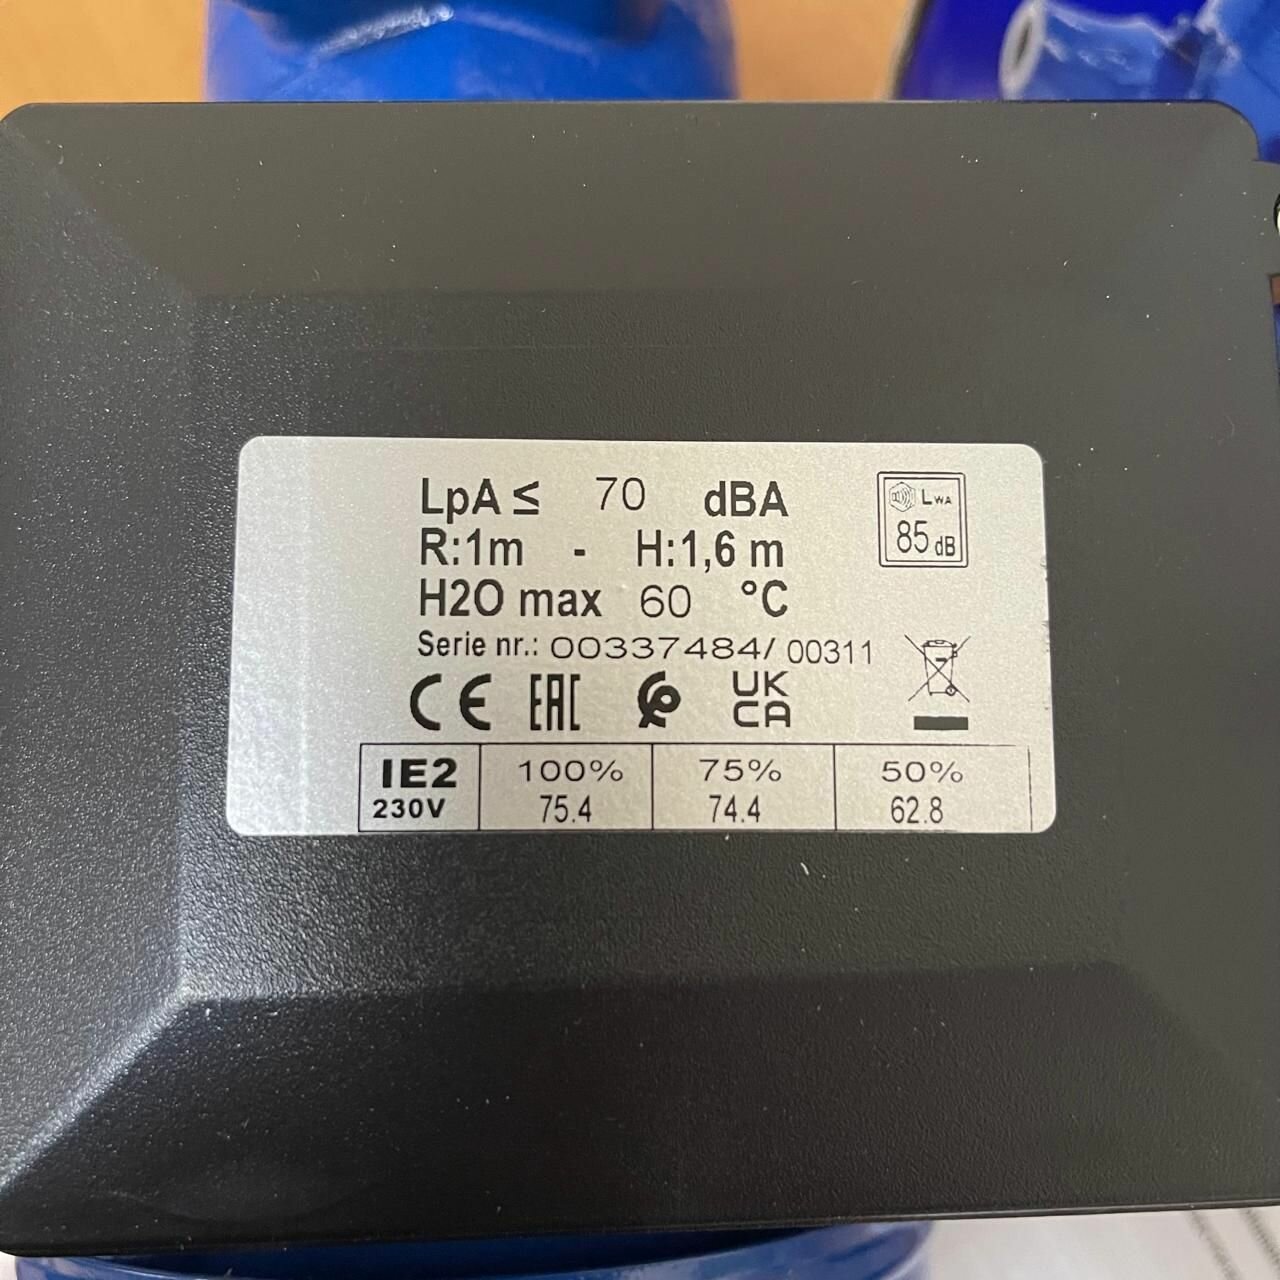 LpA ≤ 70 dBA
LWA
85 dB
R:1m - H:1,6 m
H2O max 60 °C
Serie nr.: 00337484/ 00311
CE EAC UK CA
IE2 100% 75% 50%
230V 75.4 74.4 62.8